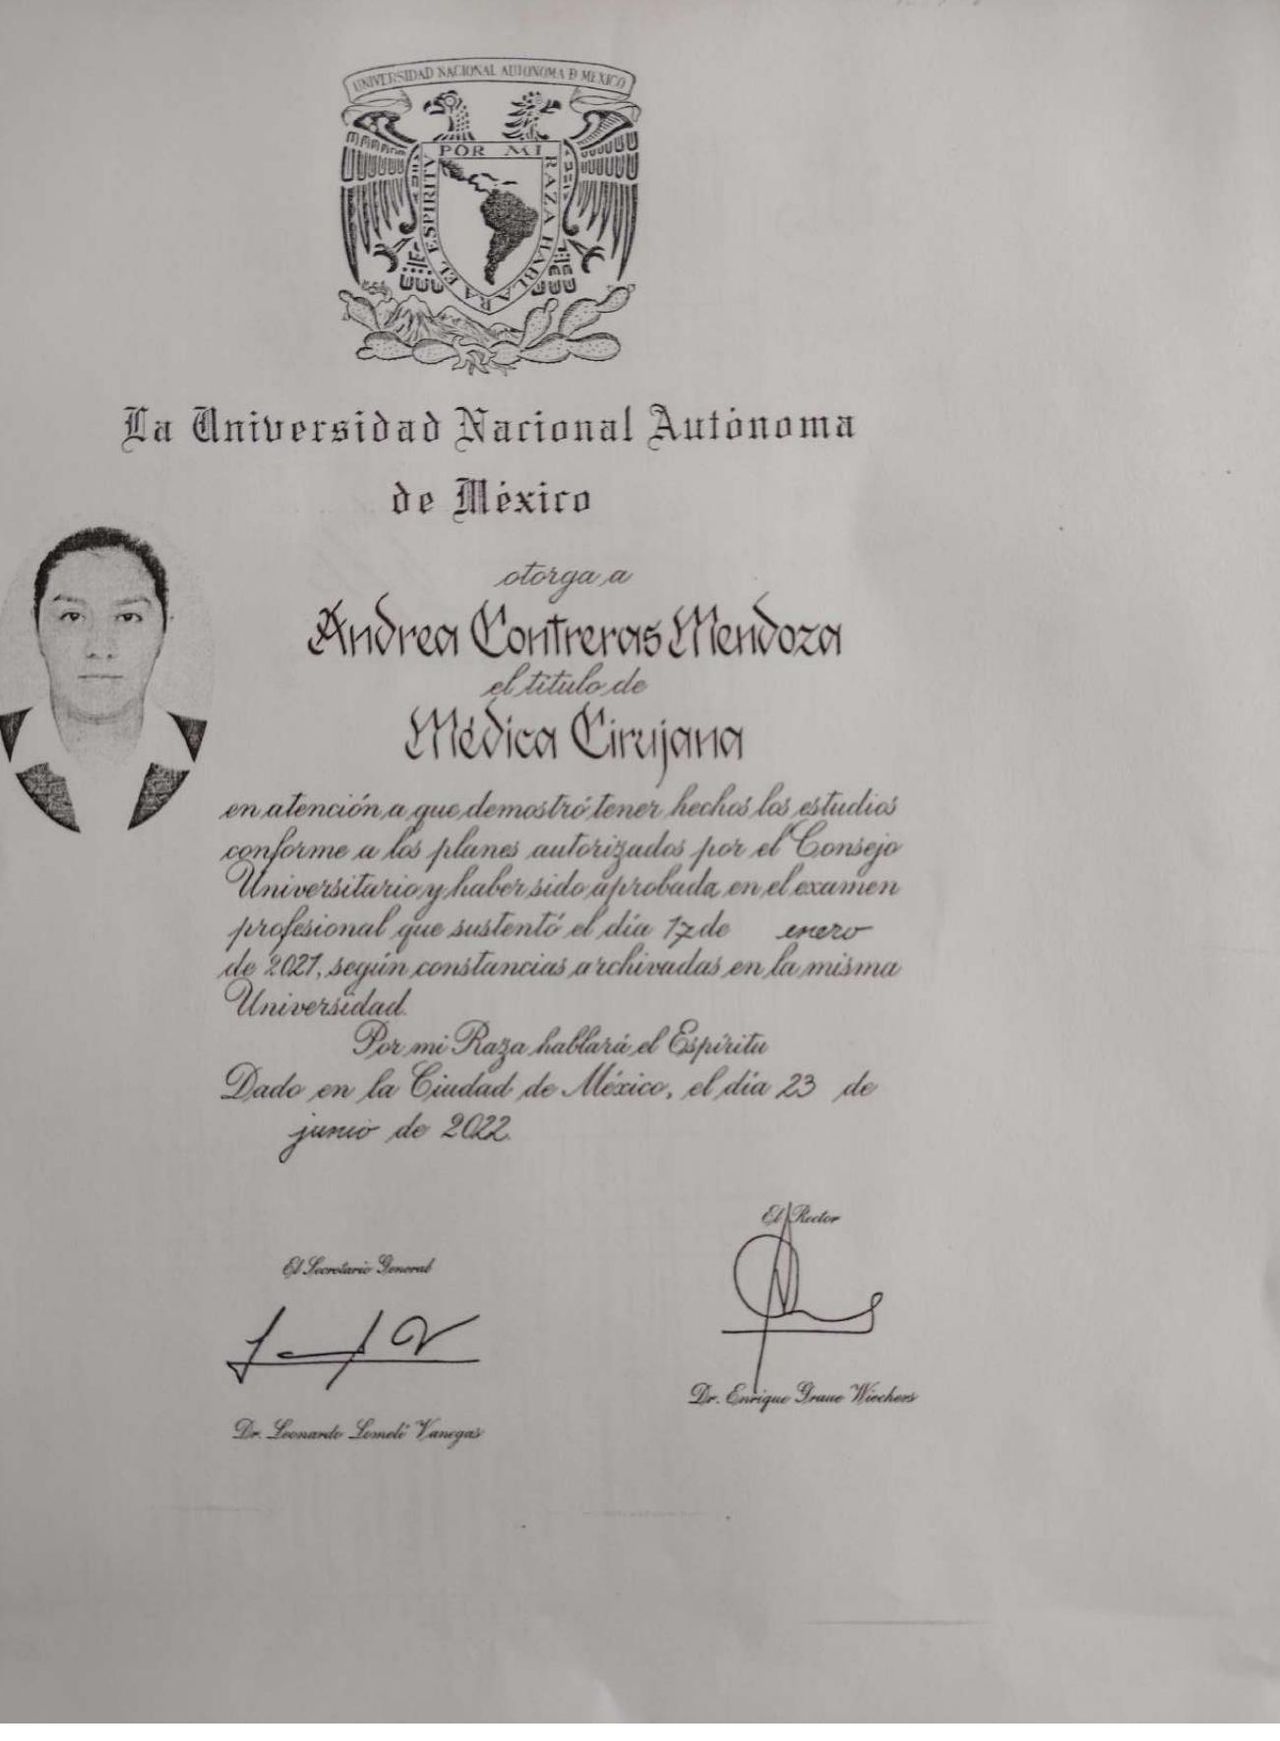 UNIVERSIDAD NACIONAL AUTONOMA D MEXICO
POR MI RAZA HABLARA EL ESPIRITV
La Universidad Nacional Autónoma
de México
otorga a
Andrea Contreras Mendoza
el título de
Médica Cirujana
en atención a que demostró tener hechos los estudios
conforme a los planes autorizados por el Consejo
Universitario y haber sido aprobada en el examen
profesional que sustentó el día 17 de enero
de 2021, según constancias archivadas en la misma
Universidad.
Por mi Raza hablará el Espíritu
Dado en la Ciudad de México, el día 23 de
junio de 2022.
El Rector
El Secretario General
Dr. Enrique Graue Wiechers
Dr. Leonardo Lomelí Vanegas